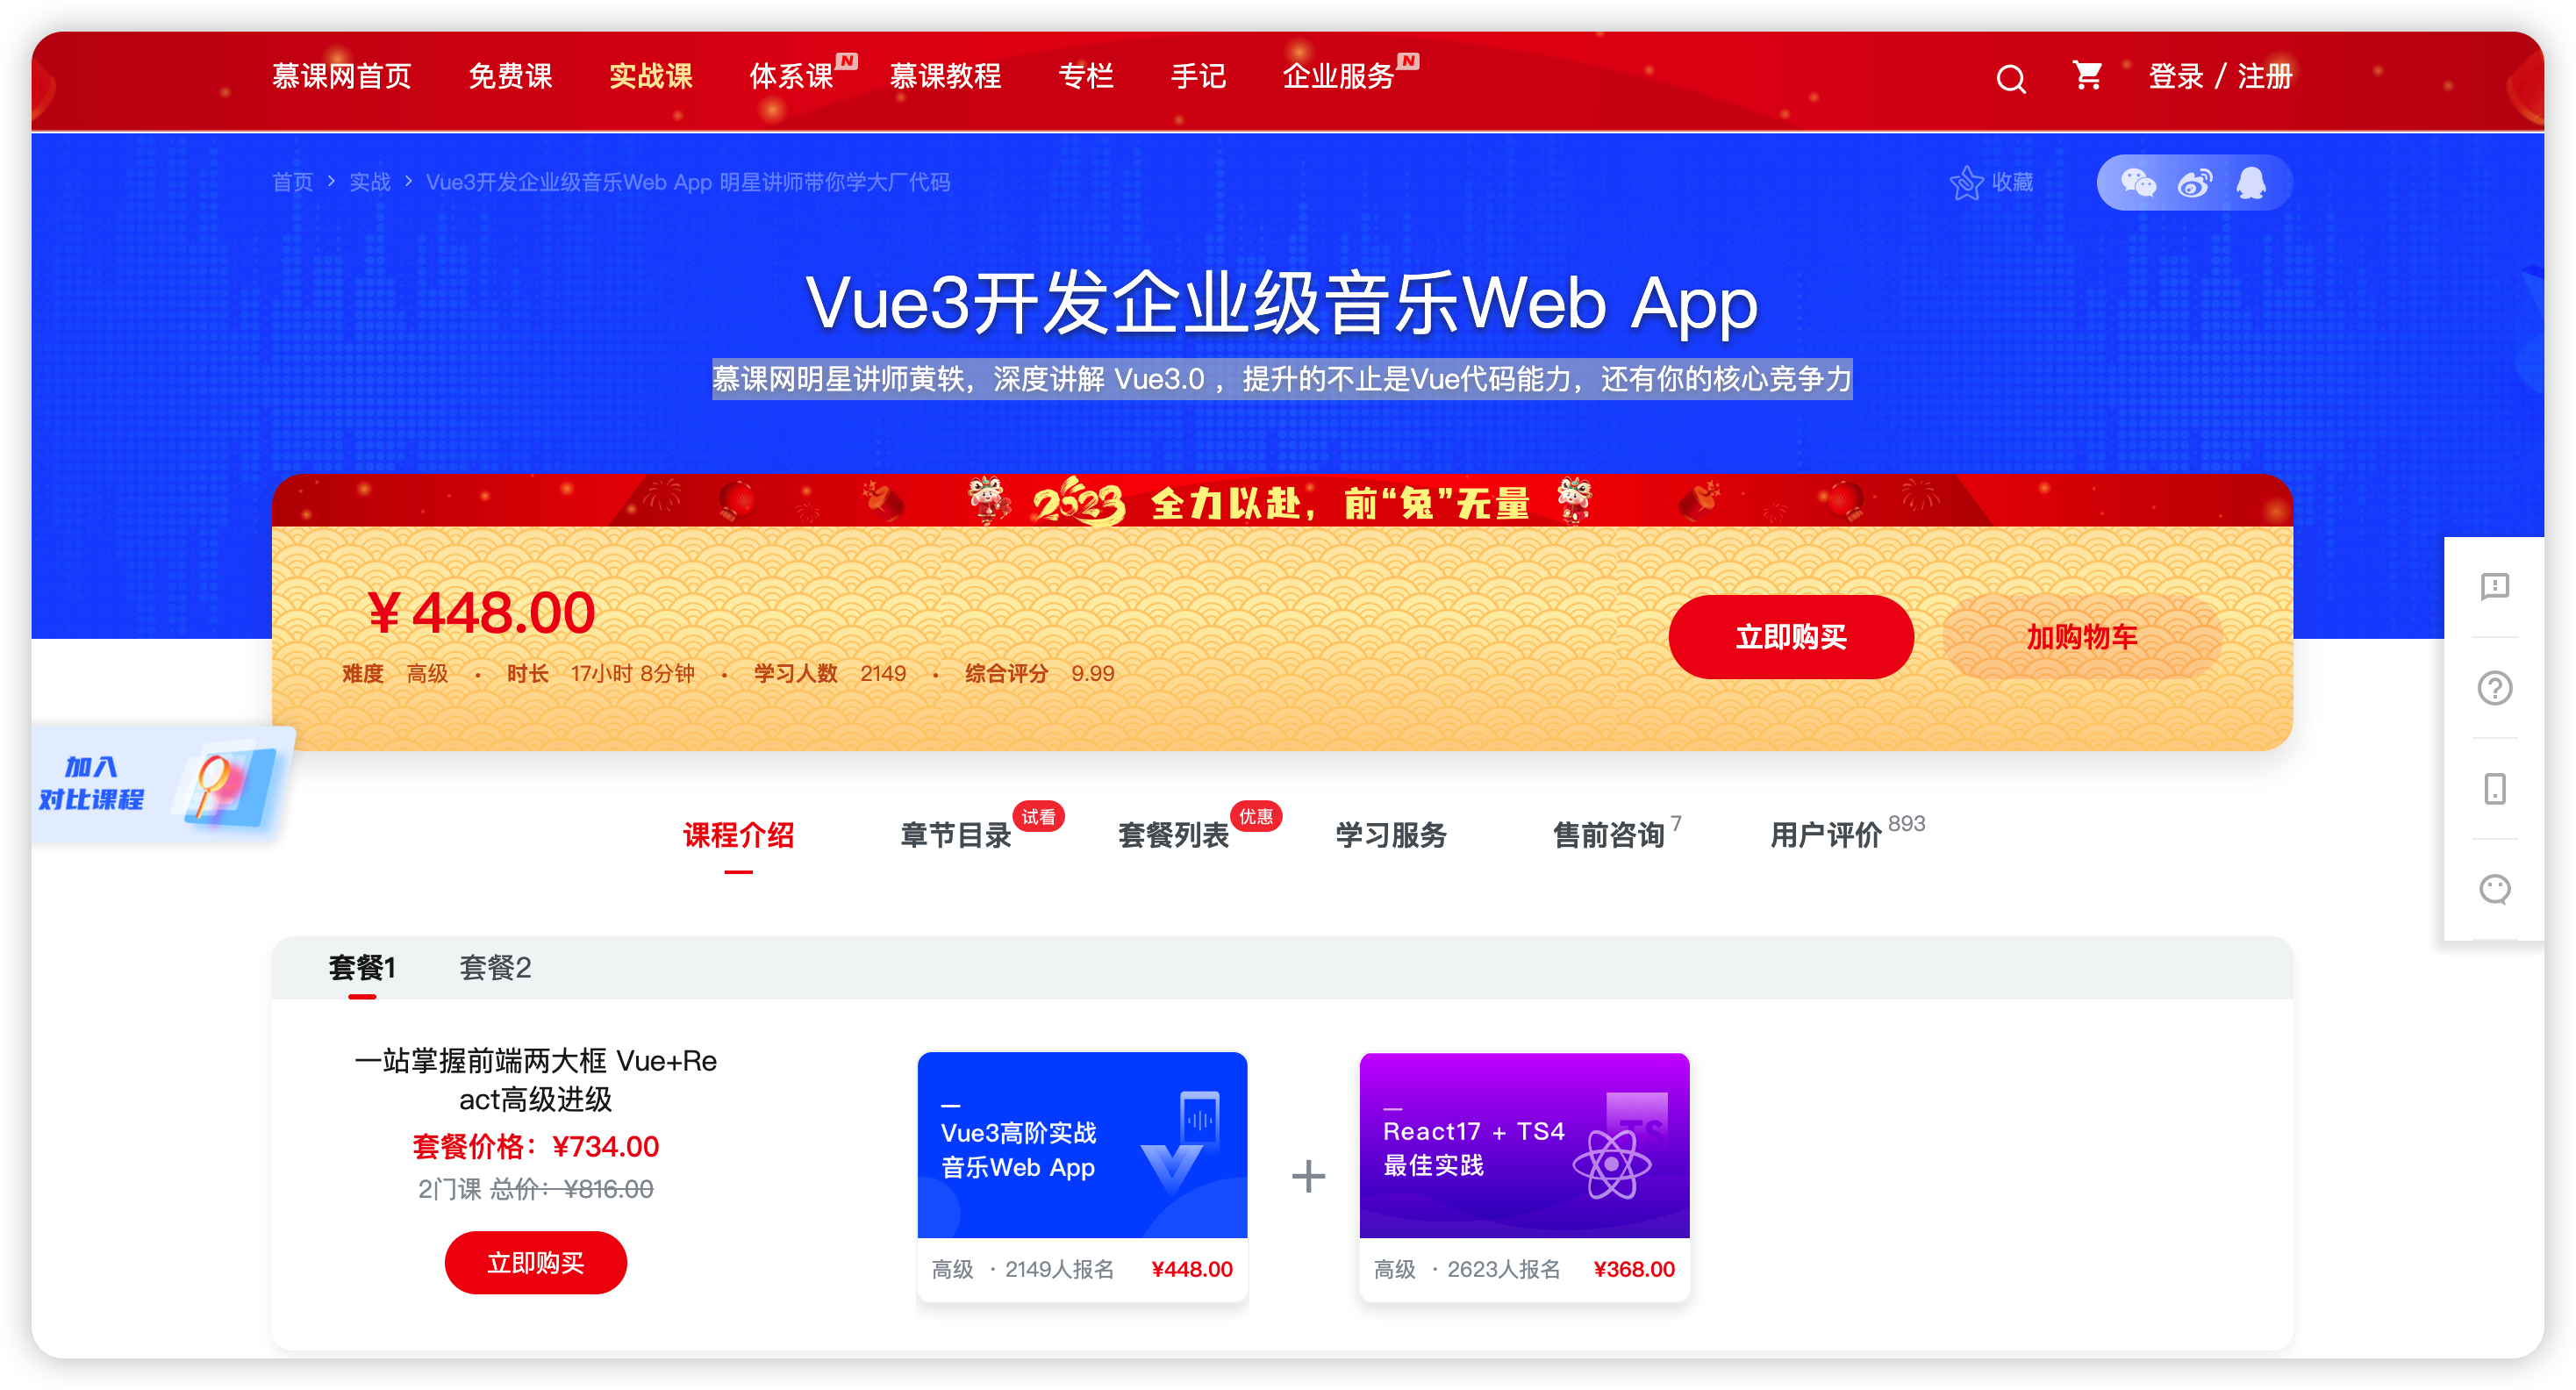 慕课网首页 免费课 实战课 体系课 N 慕课教程 专栏 手记 企业服务 N 登录 / 注册
首页 > 实战 > Vue3开发企业级音乐Web App 明星讲师带你学大厂代码 收藏
Vue3开发企业级音乐Web App
慕课网明星讲师黄轶，深度讲解 Vue3.0 ，提升的不止是Vue代码能力，还有你的核心竞争力
2023 全力以赴，前“兔”无量
¥ 448.00
立即购买 加购物车
难度 高级 · 时长 17小时 8分钟 · 学习人数 2149 · 综合评分 9.99
加入
对比课程
课程介绍 章节目录 试看 套餐列表 优惠 学习服务 售前咨询 7 用户评价 893
套餐1 套餐2
一站掌握前端两大框 Vue+Re
act高级进级
套餐价格：¥734.00
2门课 总价：¥816.00
立即购买
Vue3高阶实战
音乐Web App
高级 · 2149人报名 ¥448.00
+
TS
React17 + TS4
最佳实践
高级 · 2623人报名 ¥368.00